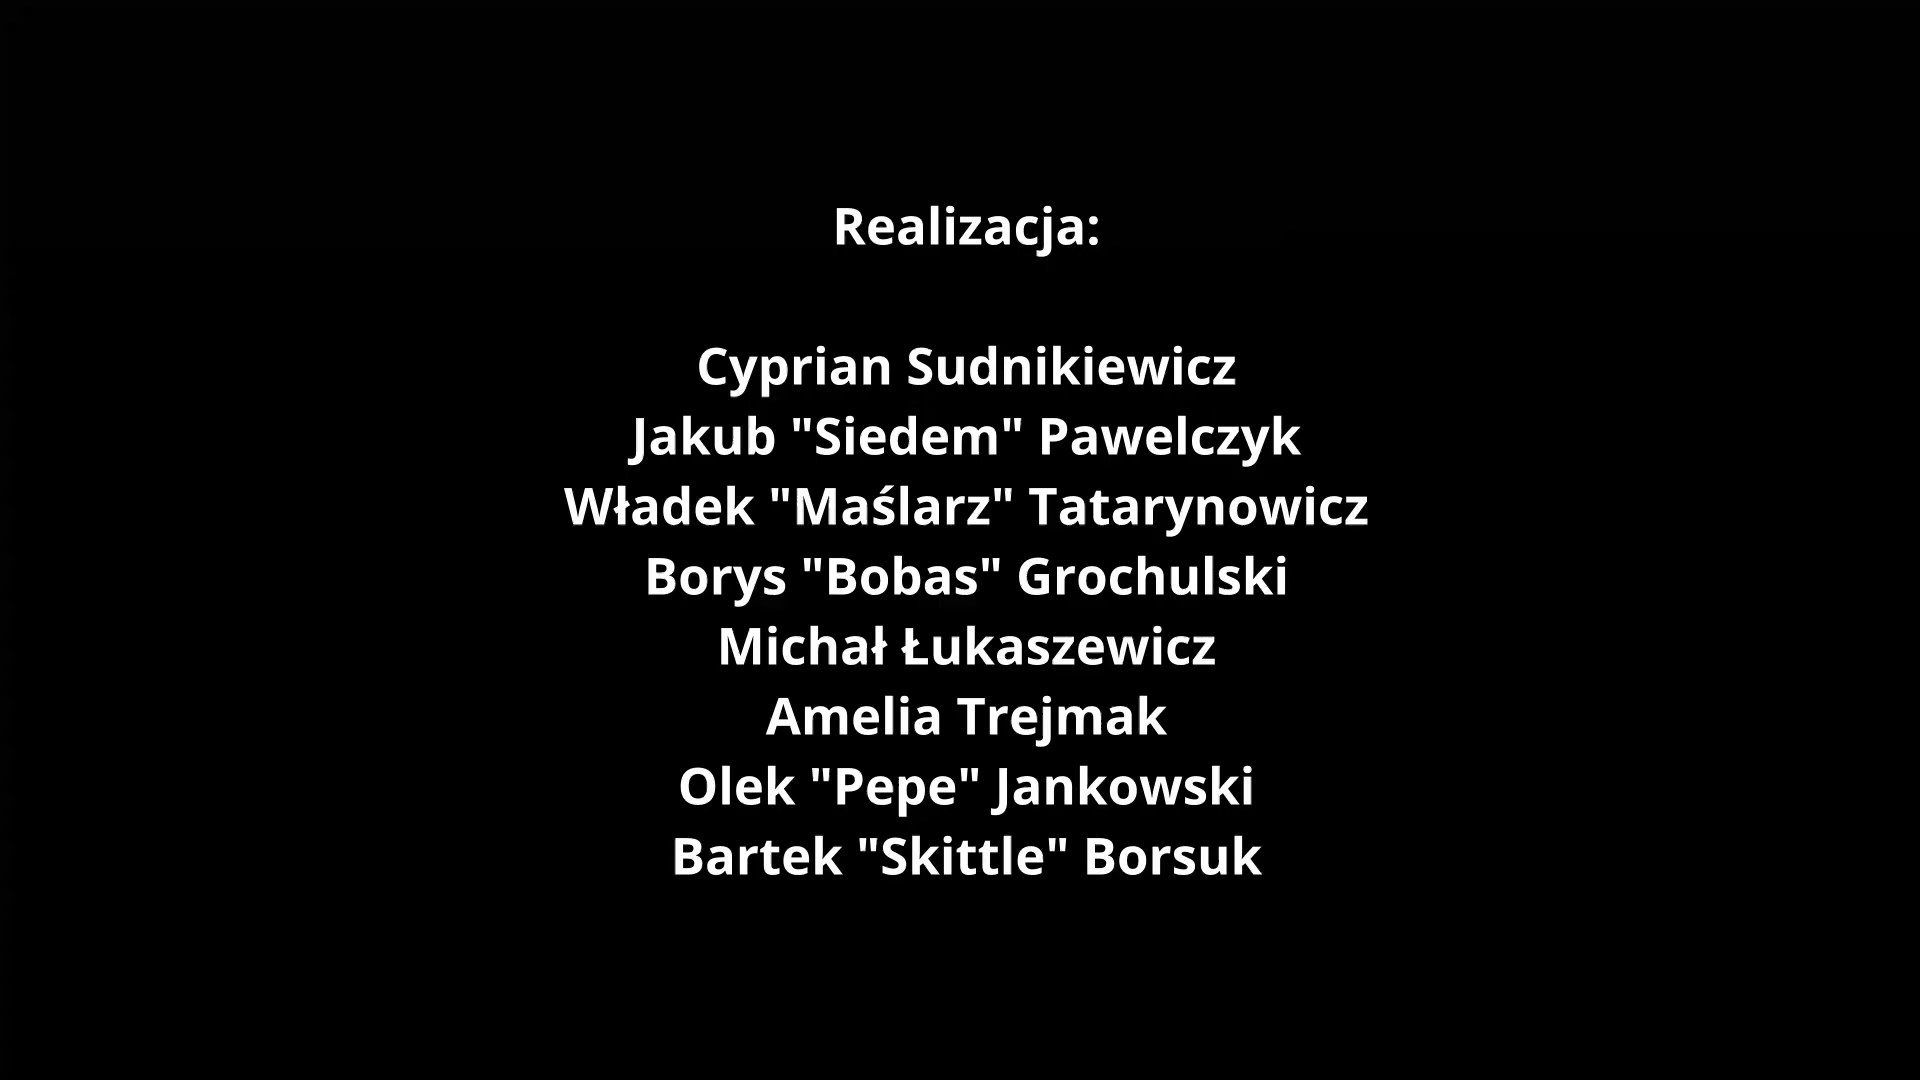 Realizacja:
Cyprian Sudnikiewicz
Jakub "Siedem" Pawelczyk
Władek "Maślarz" Tatarynowicz
Borys "Bobas" Grochulski
Michał Łukaszewicz
Amelia Trejmak
Olek "Pepe" Jankowski
Bartek "Skittle" Borsuk